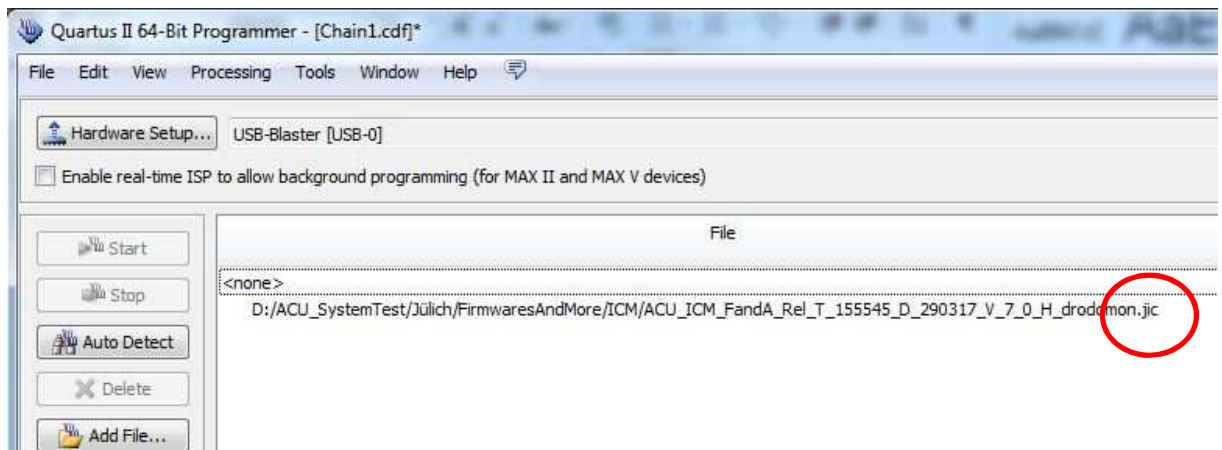 Quartus II 64-Bit Programmer - [Chain1.cdf]*
File Edit View Processing Tools Window Help
Hardware Setup... USB-Blaster [USB-0]
Enable real-time ISP to allow background programming (for MAX II and MAX V devices)
Start
File
<none>
Stop
D:/ACU_SystemTest/Jülich/FirmwaresAndMore/ICM/ACU_ICM_FandA_Rel_T_155545_D_290317_V_7_0_H_drodomon.jic
Auto Detect
Delete
Add File...